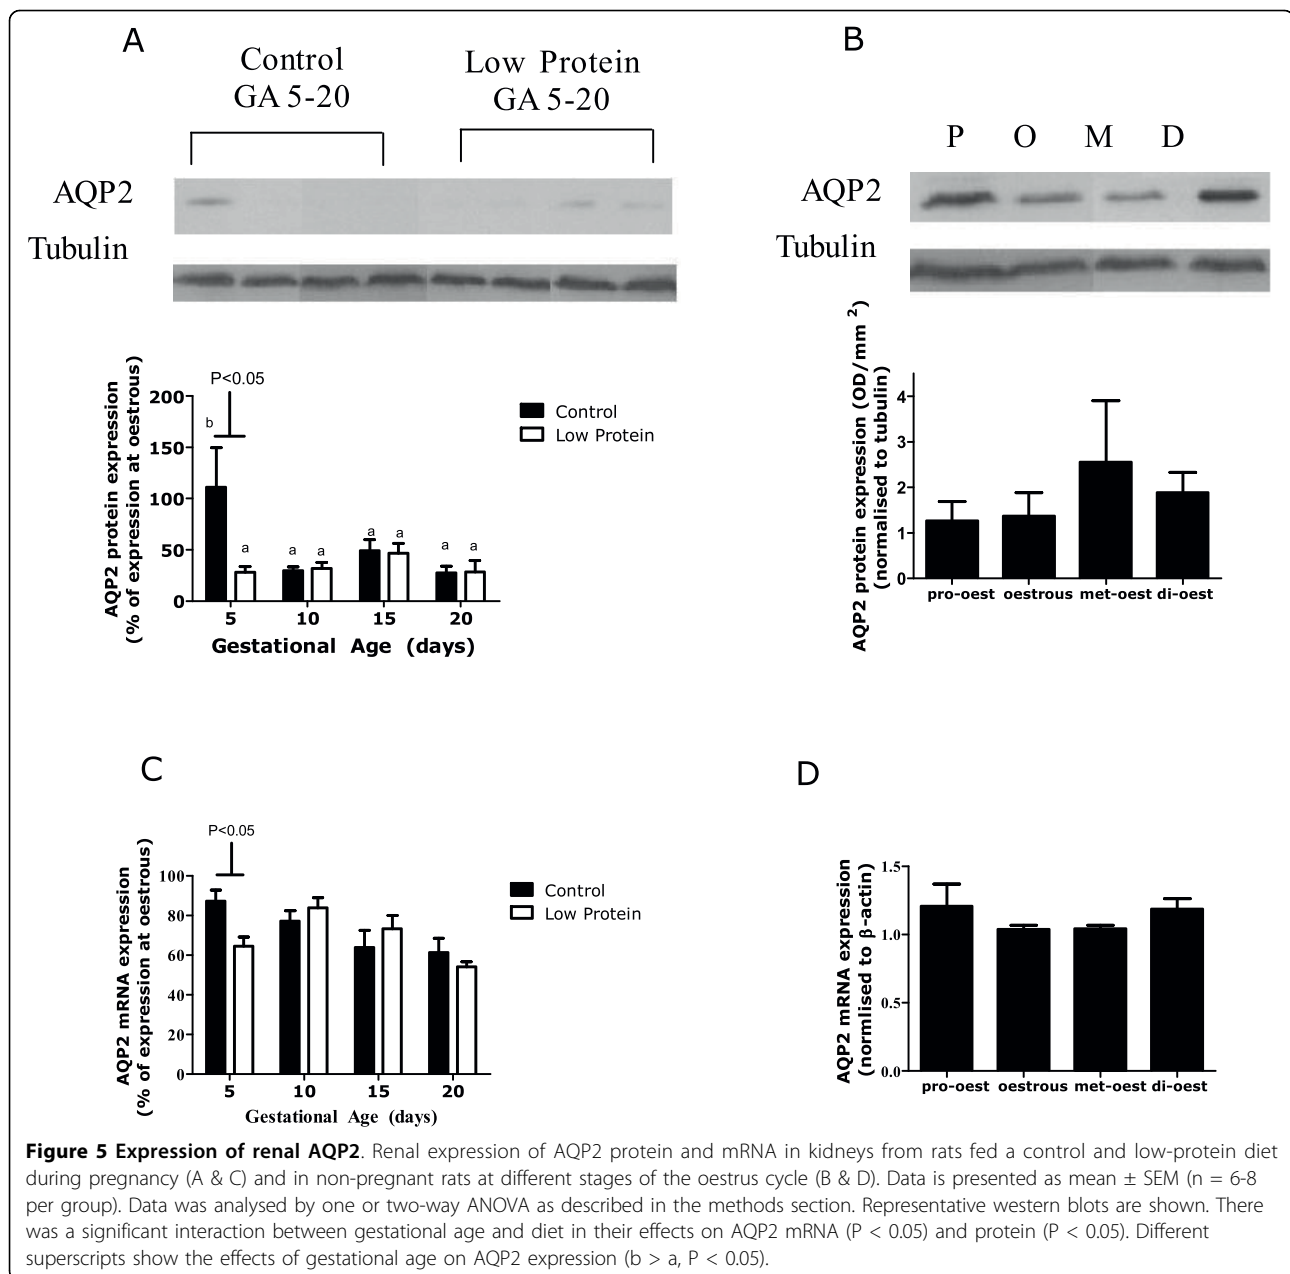 A
Control
GA 5-20
Low Protein
GA 5-20
AQP2
Tubulin
AQP2 protein expression
(% of expression at oestrous)
200
150
100
50
0
P<0.05
b
a
a
a
a
a
a
a
5
10
15
20
Gestational Age (days)
Control
Low Protein
B
P O M D
AQP2
Tubulin
AQP2 protein expression (OD/mm 2)
(normalised to tubulin)
4
3
2
1
0
pro-oest
oestrous
met-oest
di-oest
C
AQP2 mRNA expression
(% of expression at oestrous)
100
80
60
40
20
0
P<0.05
5
10
15
20
Gestational Age (days)
Control
Low Protein
D
AQP2 mRNA expression
(normlised to β-actin)
1.5
1.0
0.5
0.0
pro-oest
oestrous
met-oest
di-oest
Figure 5 Expression of renal AQP2. Renal expression of AQP2 protein and mRNA in kidneys from rats fed a control and low-protein diet
during pregnancy (A & C) and in non-pregnant rats at different stages of the oestrus cycle (B & D). Data is presented as mean ± SEM (n = 6-8
per group). Data was analysed by one or two-way ANOVA as described in the methods section. Representative western blots are shown. There
was a significant interaction between gestational age and diet in their effects on AQP2 mRNA (P < 0.05) and protein (P < 0.05). Different
superscripts show the effects of gestational age on AQP2 expression (b > a, P < 0.05).